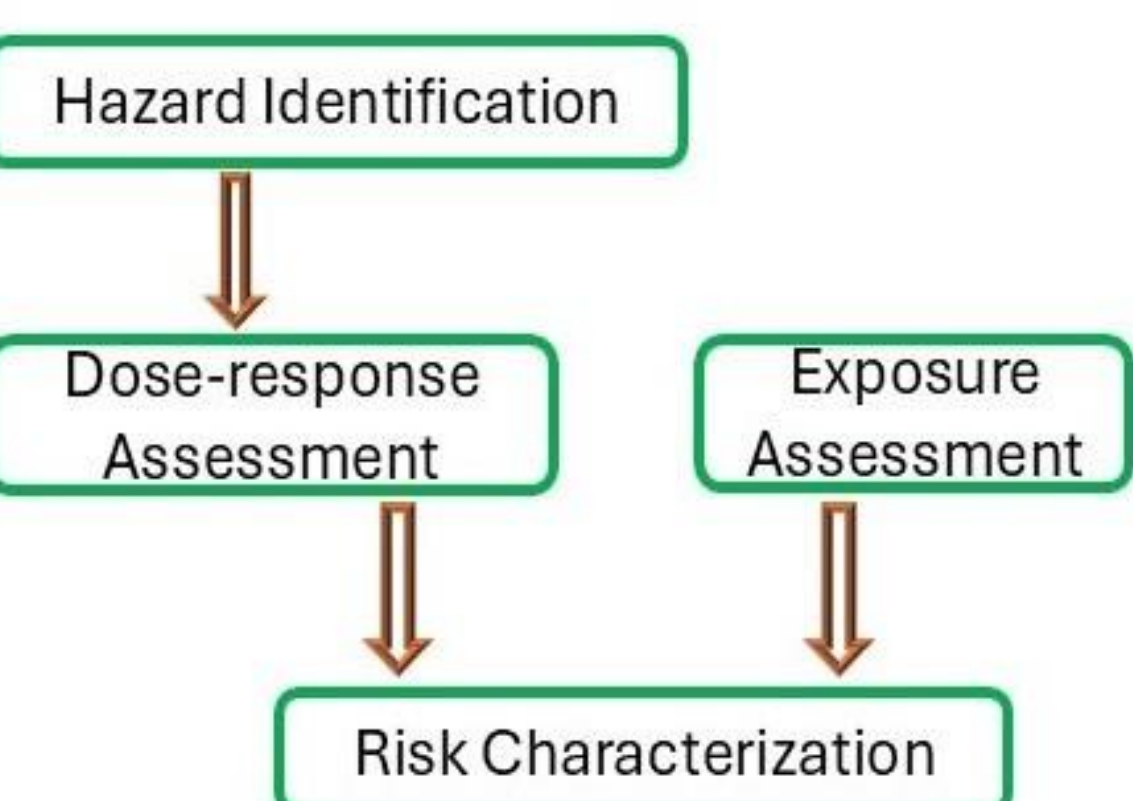 Hazard Identification
Dose-response
Assessment
Exposure
Assessment
Risk Characterization